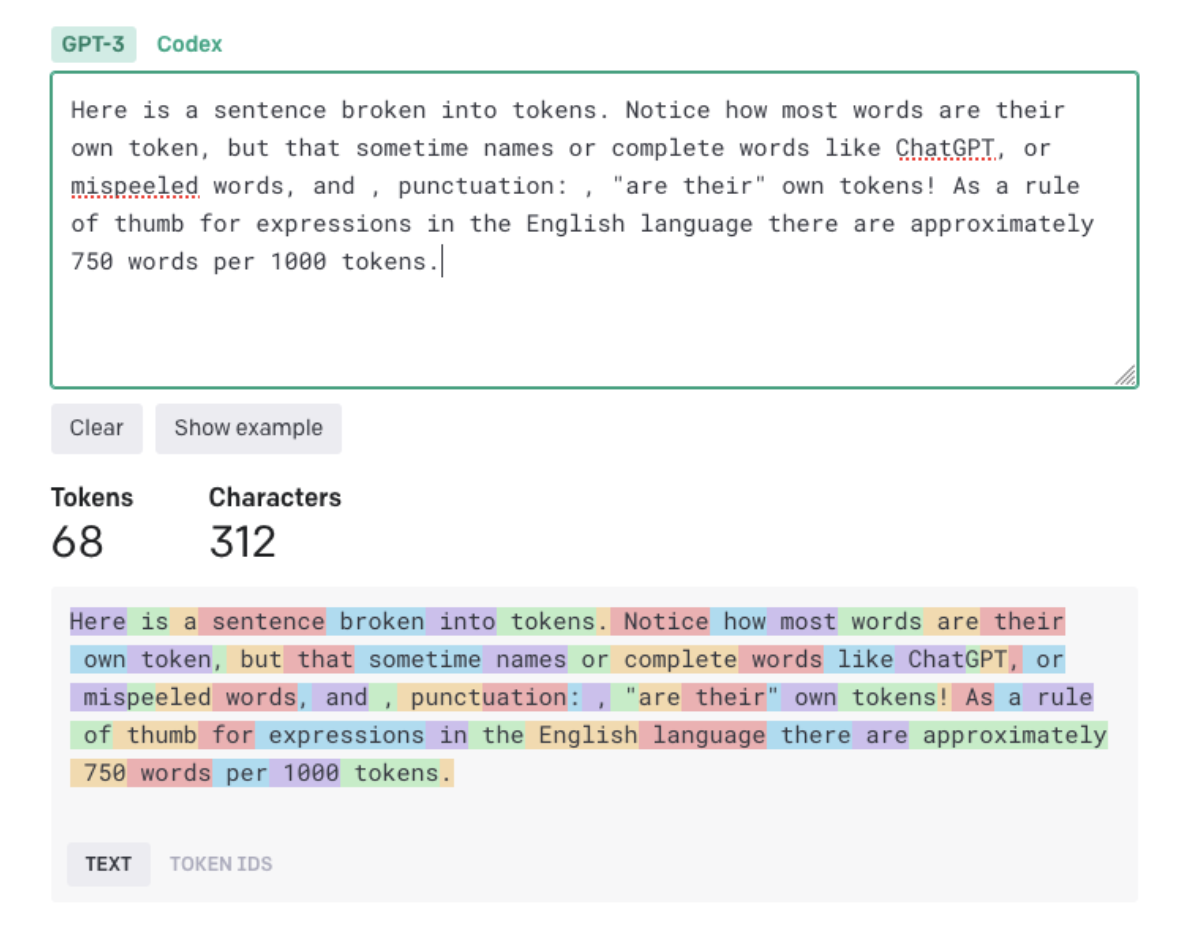 GPT-3 Codex
Here is a sentence broken into tokens. Notice how most words are their
own token, but that sometime names or complete words like ChatGPT, or
mispeeled words, and , punctuation: , "are their" own tokens! As a rule
of thumb for expressions in the English language there are approximately
750 words per 1000 tokens.
Clear Show example
Tokens Characters
68 312
Here is a sentence broken into tokens. Notice how most words are their
own token, but that sometime names or complete words like ChatGPT, or
mispeeled words, and , punctuation: , "are their" own tokens! As a rule
of thumb for expressions in the English language there are approximately
750 words per 1000 tokens.
TEXT TOKEN IDS